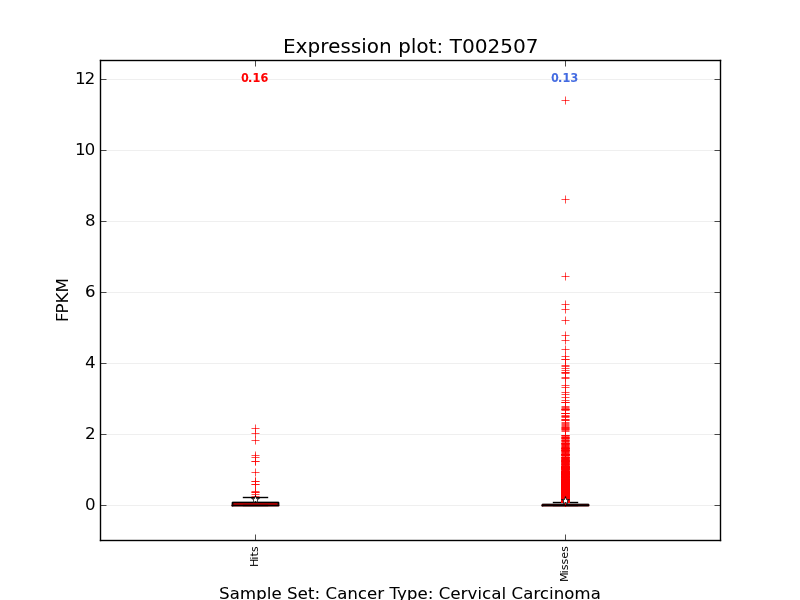 Expression plot: T002507
0.16
0.13
12
10
8
6
4
2
0
FPKM
Hits
Misses
Sample Set: Cancer Type: Cervical Carcinoma